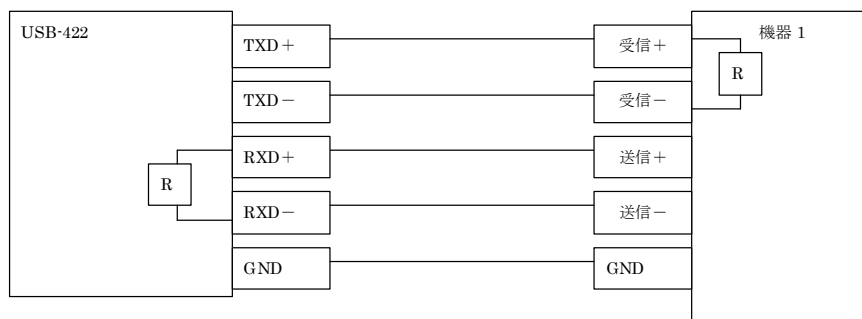 USB-422
機器 1
TXD＋
受信＋
R
TXD－
受信－
RXD＋
送信＋
R
RXD－
送信－
GND
GND